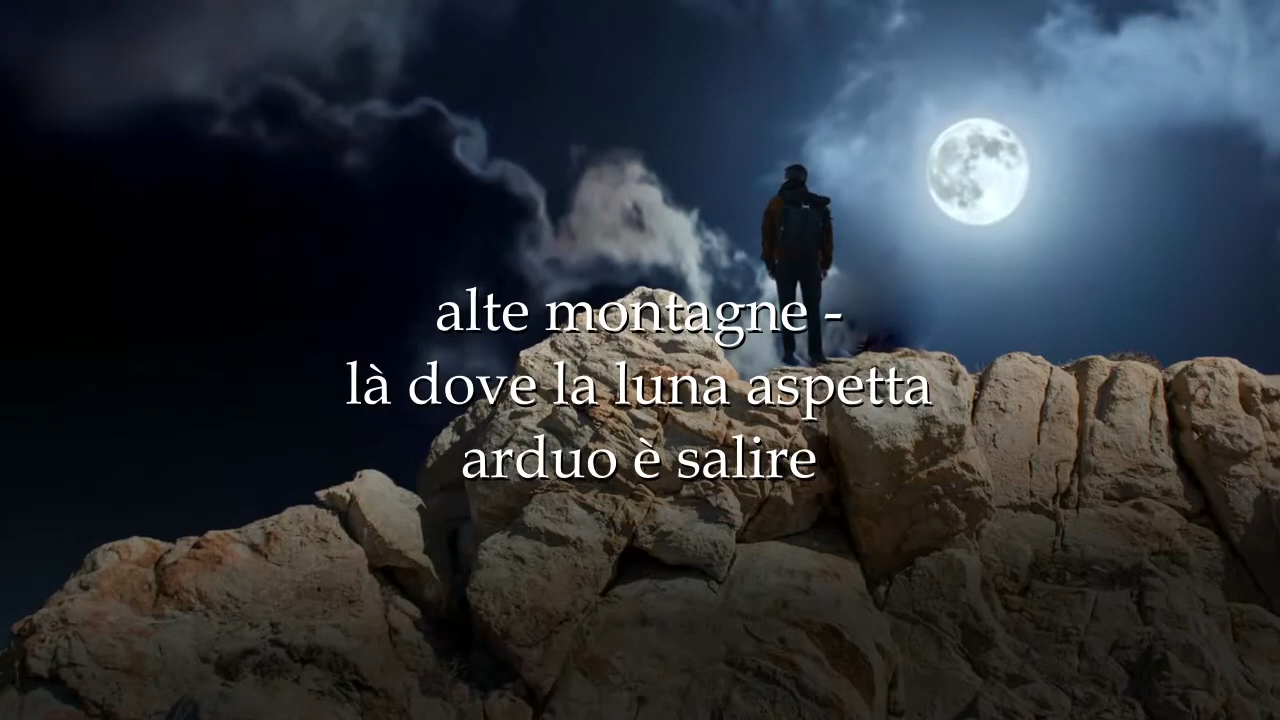 alte montagne -
là dove la luna aspetta
arduo è salire